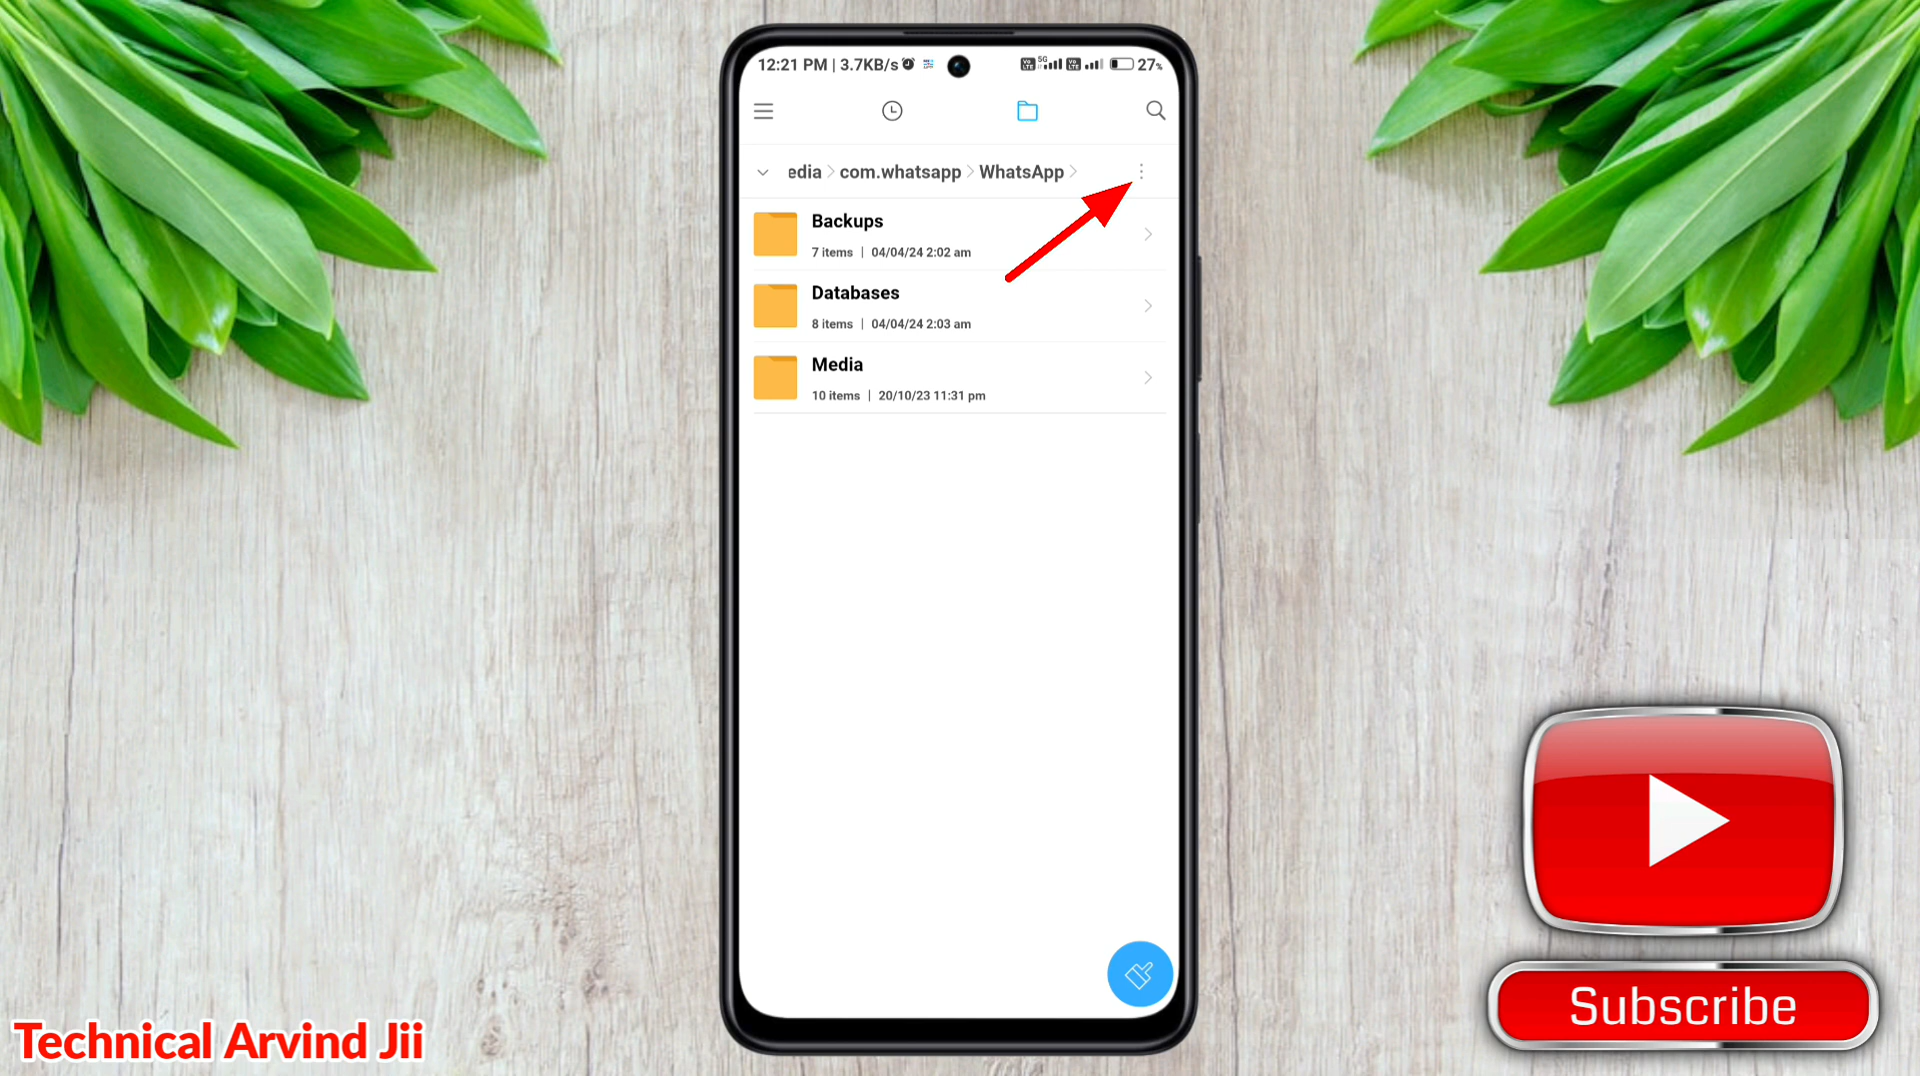 12:21 PM | 3.7KB/s
5G
27%
edia > com.whatsapp > WhatsApp >
Backups
7 items | 04/04/24 2:02 am
Databases
8 items | 04/04/24 2:03 am
Media
10 items | 20/10/23 11:31 pm
Subscribe
Technical Arvind Jii